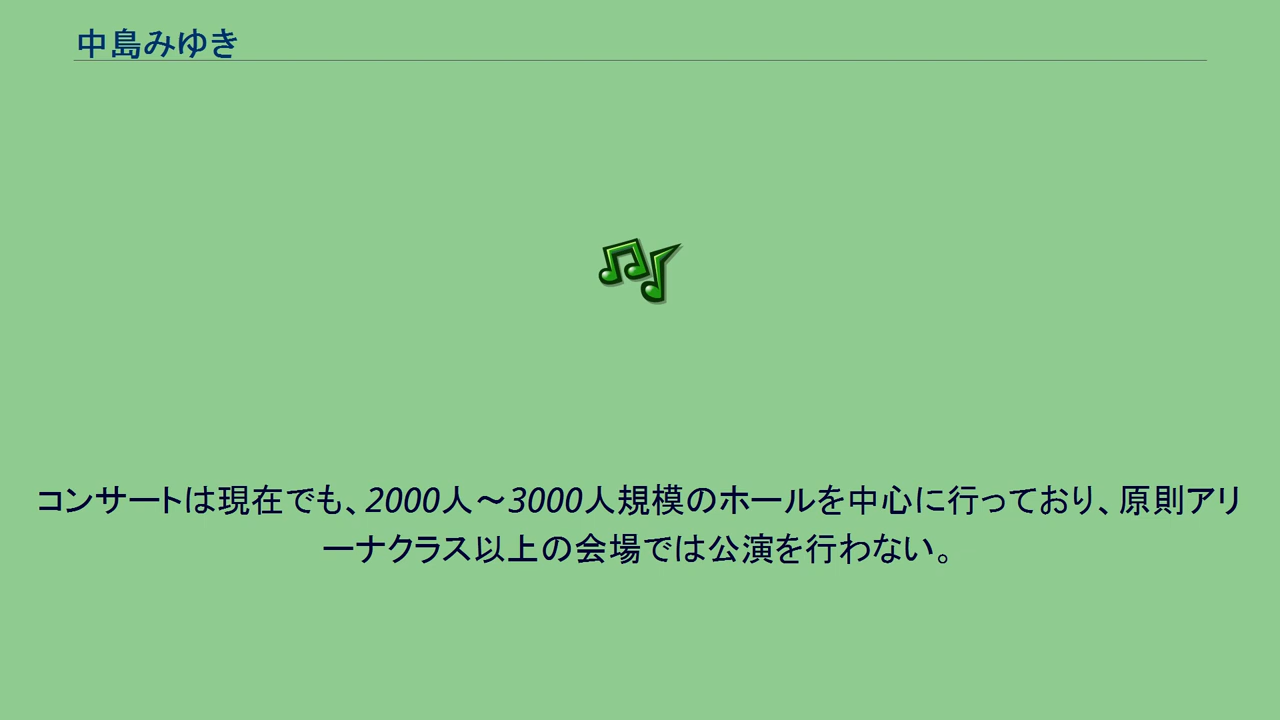 中島みゆき
コンサートは現在でも、2000人～3000人規模のホールを中心に行っており、原則アリ
ーナクラス以上の会場では公演を行わない。